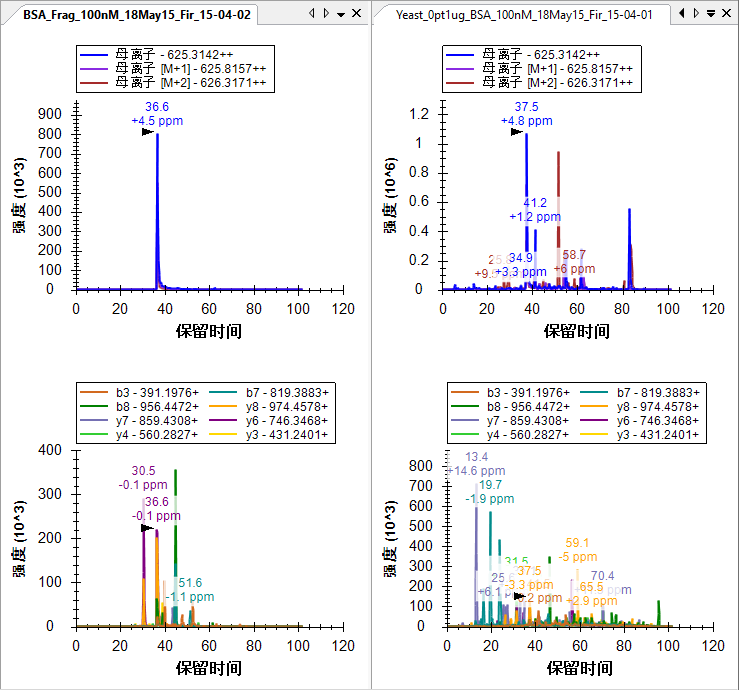 BSA_Frag_100nM_18May15_Fir_15-04-02
母离子 - 625.3142++
母离子 [M+1] - 625.8157++
母离子 [M+2] - 626.3171++
36.6
+4.5 ppm
强度 (10^3)
900
800
700
600
500
400
300
200
100
0
0 20 40 60 80 100 120
保留时间
b3 - 391.1976+ b7 - 819.3883+
b8 - 956.4472+ y8 - 974.4578+
y7 - 859.4308+ y6 - 746.3468+
y4 - 560.2827+ y3 - 431.2401+
30.5
-0.1 ppm
36.6
-0.1 ppm
51.6
-1.1 ppm
强度 (10^3)
400
300
200
100
0
0 20 40 60 80 100 120
保留时间
Yeast_0pt1ug_BSA_100nM_18May15_Fir_15-04-01
母离子 - 625.3142++
母离子 [M+1] - 625.8157++
母离子 [M+2] - 626.3171++
37.5
+4.8 ppm
41.2
+1.2 ppm
34.9
+3.3 ppm
58.7
+6 ppm
强度 (10^6)
1.2
1
0.8
0.6
0.4
0.2
0
0 20 40 60 80 100 120
保留时间
b3 - 391.1976+ b7 - 819.3883+
b8 - 956.4472+ y8 - 974.4578+
y7 - 859.4308+ y6 - 746.3468+
y4 - 560.2827+ y3 - 431.2401+
13.4
+14.6 ppm
19.7
-1.9 ppm
59.1
-5 ppm
37.5
-3.3 ppm
70.4
65.9
+2.9 ppm
强度 (10^3)
800
700
600
500
400
300
200
100
0
0 20 40 60 80 100 120
保留时间